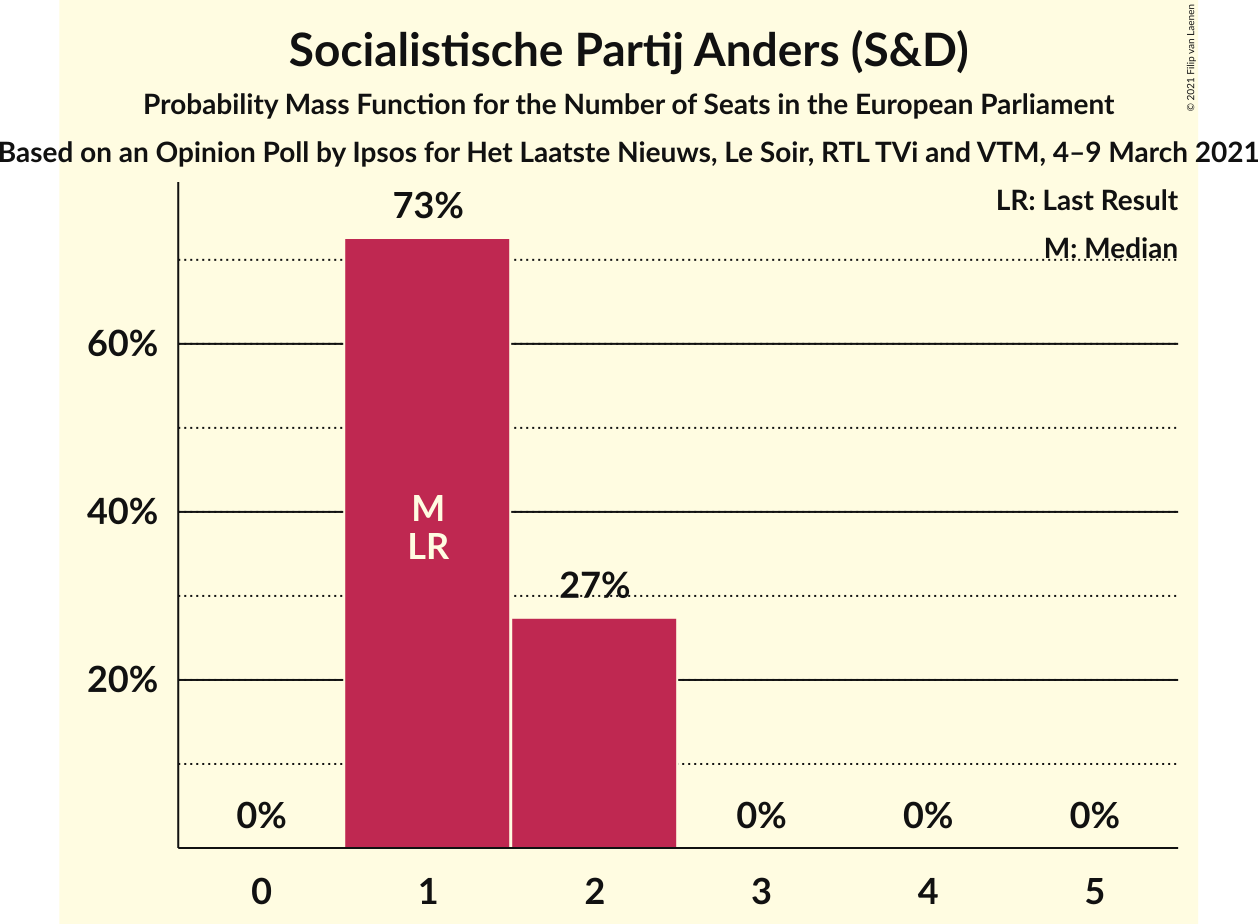 Socialistische Partij Anders (S&D)
Probability Mass Function for the Number of Seats in the European Parliament
Based on an Opinion Poll by Ipsos for Het Laatste Nieuws, Le Soir, RTL TVi and VTM, 4–9 March 2021
© 2021 Filip van Laenen
LR: Last Result
M: Median
73%
60%
40%
20%
M
LR
27%
0%
0%
0%
0%
0 1 2 3 4 5